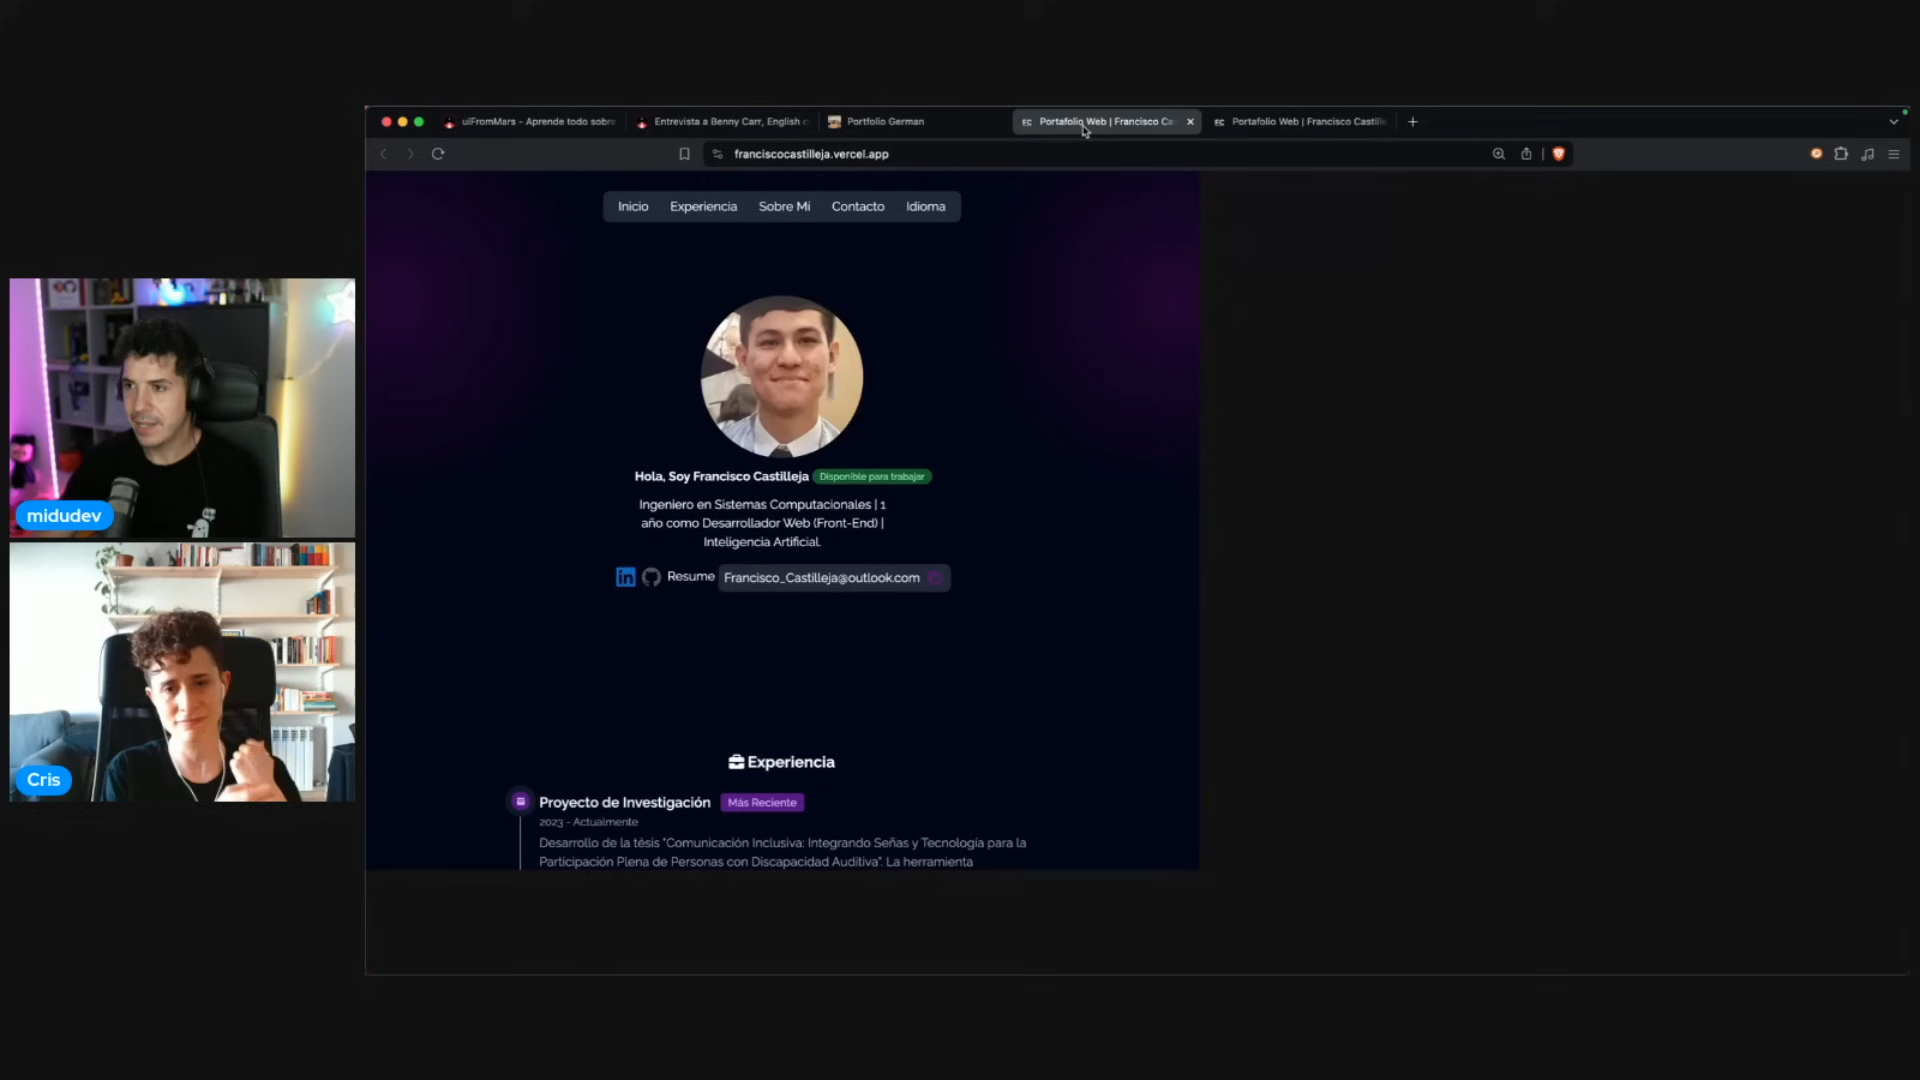 uiFromMars - Aprende todo sobre
Entrevista a Benny Carr, English c
Portfolio German
EC Portafolio Web | Francisco Ca
EC Portafolio Web | Francisco Castille
franciscocastilleja.vercel.app
Inicio Experiencia Sobre Mi Contacto Idioma
Hola, Soy Francisco Castilleja Disponible para trabajar
Ingeniero en Sistemas Computacionales | 1
año como Desarrollador Web (Front-End) |
Inteligencia Artificial.
in Resume Francisco_Castilleja@outlook.com
Experiencia
Proyecto de Investigación Más Reciente
2023 - Actualmente
Desarrollo de la tésis "Comunicación Inclusiva: Integrando Señas y Tecnología para la
Participación Plena de Personas con Discapacidad Auditiva". La herramienta
midudev
Cris